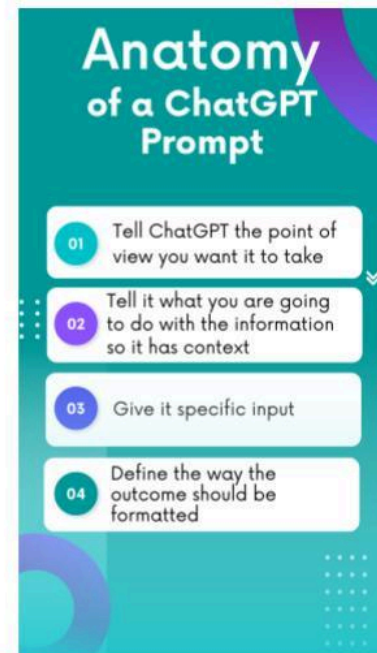 Anatomy
of a ChatGPT
Prompt
01
Tell ChatGPT the point of
view you want it to take
02
Tell it what you are going
to do with the information
so it has context
03
Give it specific input
04
Define the way the
outcome should be
formatted